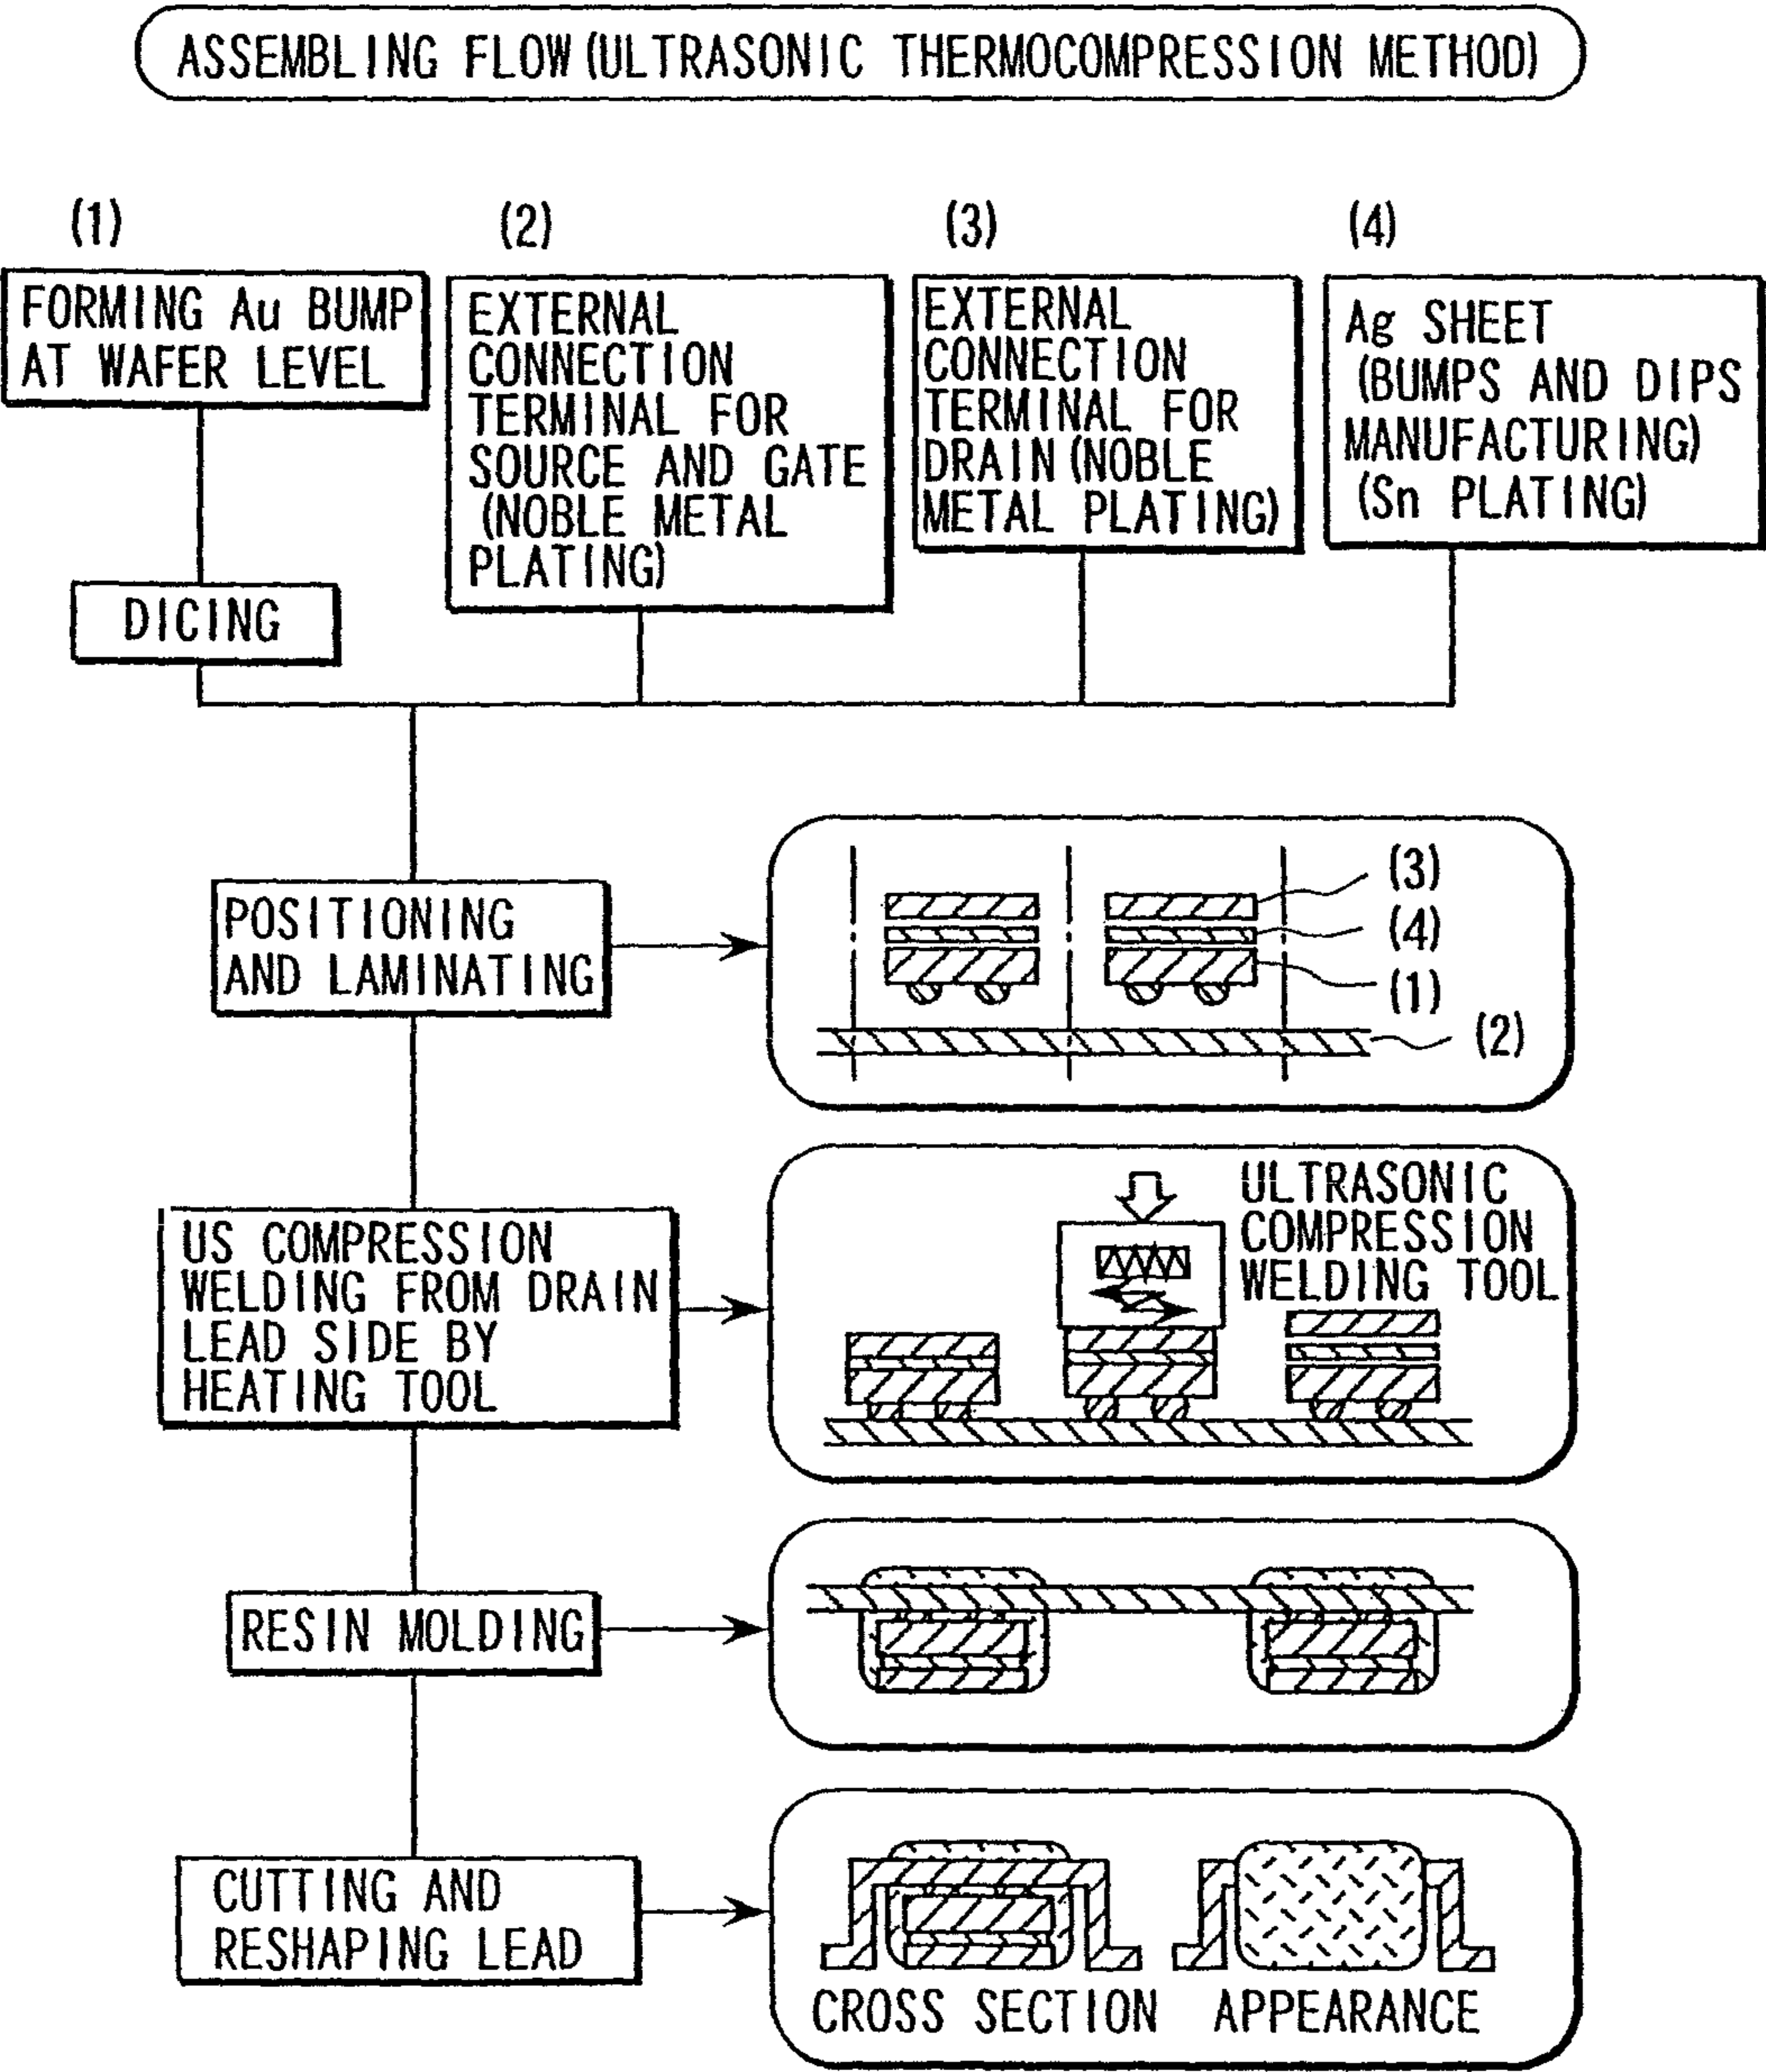 ASSEMBLING FLOW (ULTRASONIC THERMOCOMPRESSION METHOD)
(1)
FORMING Au BUMP
AT WAFER LEVEL
DICING
(2)
EXTERNAL
CONNECTION
TERMINAL FOR
SOURCE AND GATE
(NOBLE METAL
PLATING)
(3)
EXTERNAL
CONNECTION
TERMINAL FOR
DRAIN (NOBLE
METAL PLATING)
(4)
Ag SHEET
(BUMPS AND DIPS
MANUFACTURING)
(Sn PLATING)
POSITIONING
AND LAMINATING
(3)
(4)
(1)
(2)
US COMPRESSION
WELDING FROM DRAIN
LEAD SIDE BY
HEATING TOOL
ULTRASONIC
COMPRESSION
WELDING TOOL
RESIN MOLDING
CUTTING AND
RESHAPING LEAD
CROSS SECTION
APPEARANCE